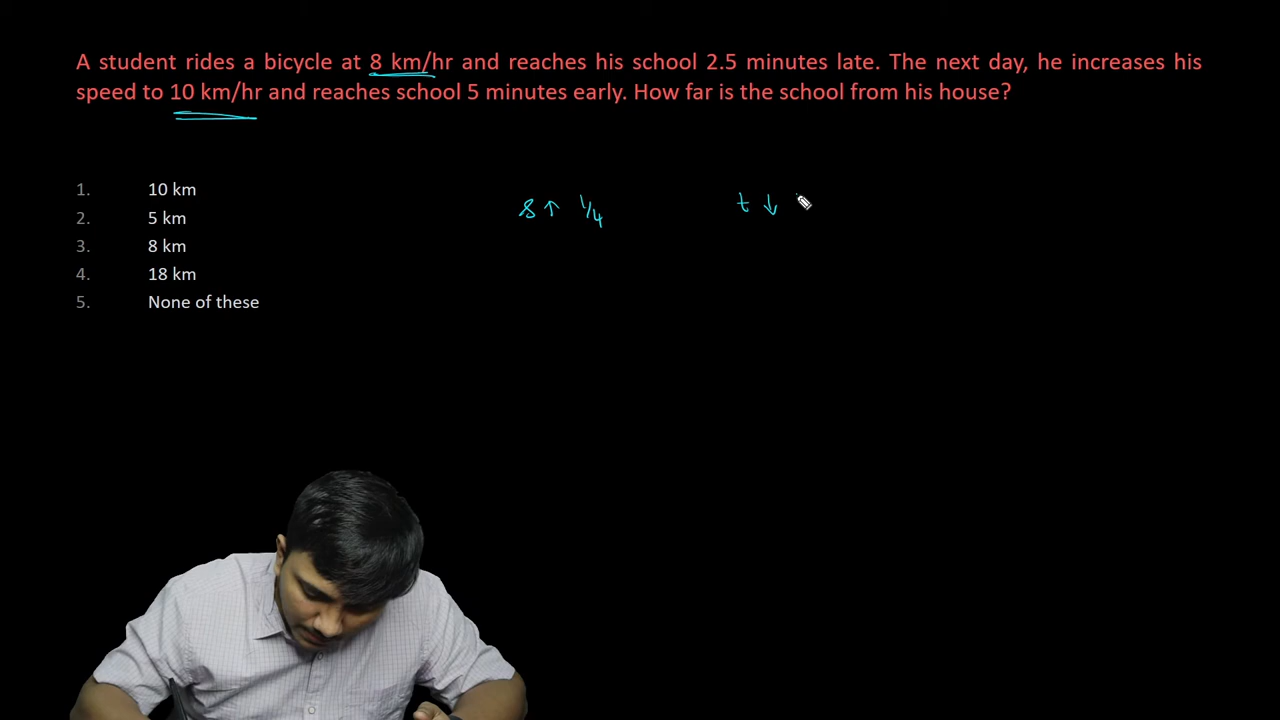 A student rides a bicycle at 8 km/hr and reaches his school 2.5 minutes late. The next day, he increases his
speed to 10 km/hr and reaches school 5 minutes early. How far is the school from his house?
1. 10 km
2. 5 km
3. 8 km
4. 18 km
5. None of these
s ↑ 1/4
t ↓